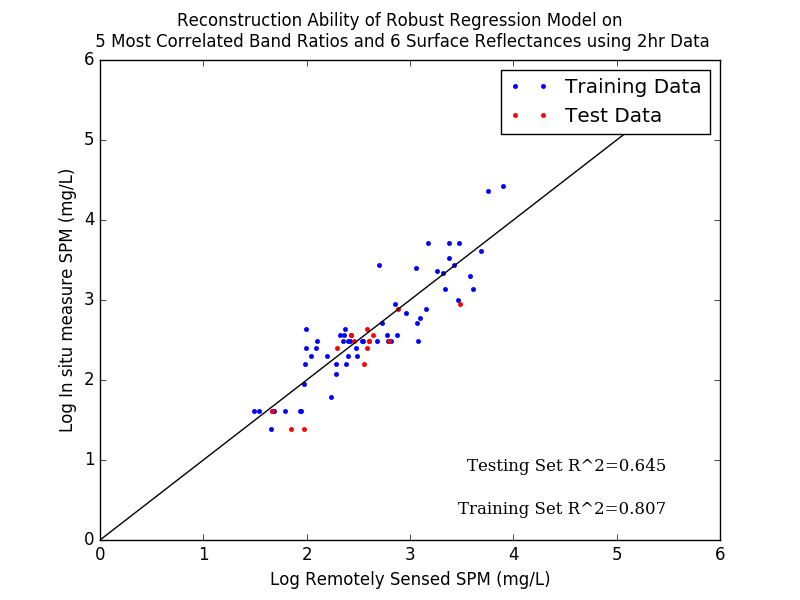 Reconstruction Ability of Robust Regression Model on
5 Most Correlated Band Ratios and 6 Surface Reflectances using 2hr Data
Training Data
Test Data
6
5
4
3
2
1
0
Log In situ measure SPM (mg/L)
Testing Set R^2=0.645
Training Set R^2=0.807
0 1 2 3 4 5 6
Log Remotely Sensed SPM (mg/L)